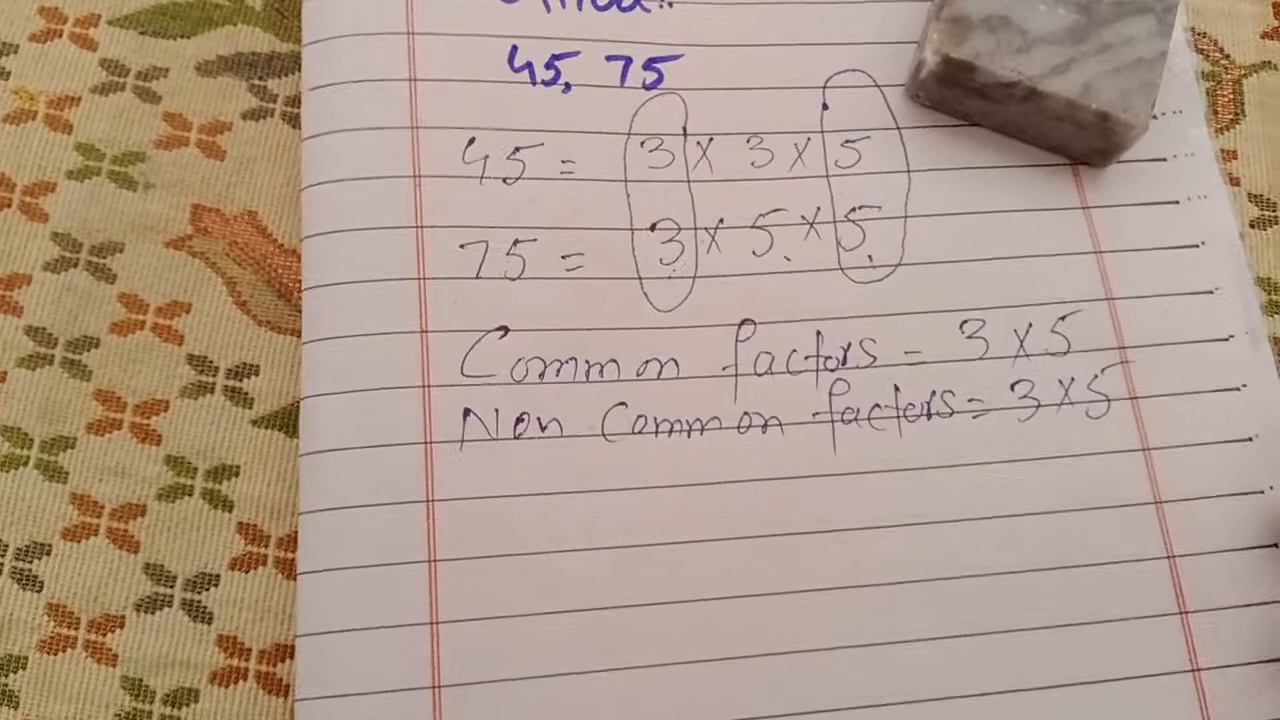 45, 75
45 = 3 x 3 x 5
75 = 3 x 5 x 5
Common factors - 3 x 5
Non Common factors = 3 x 5